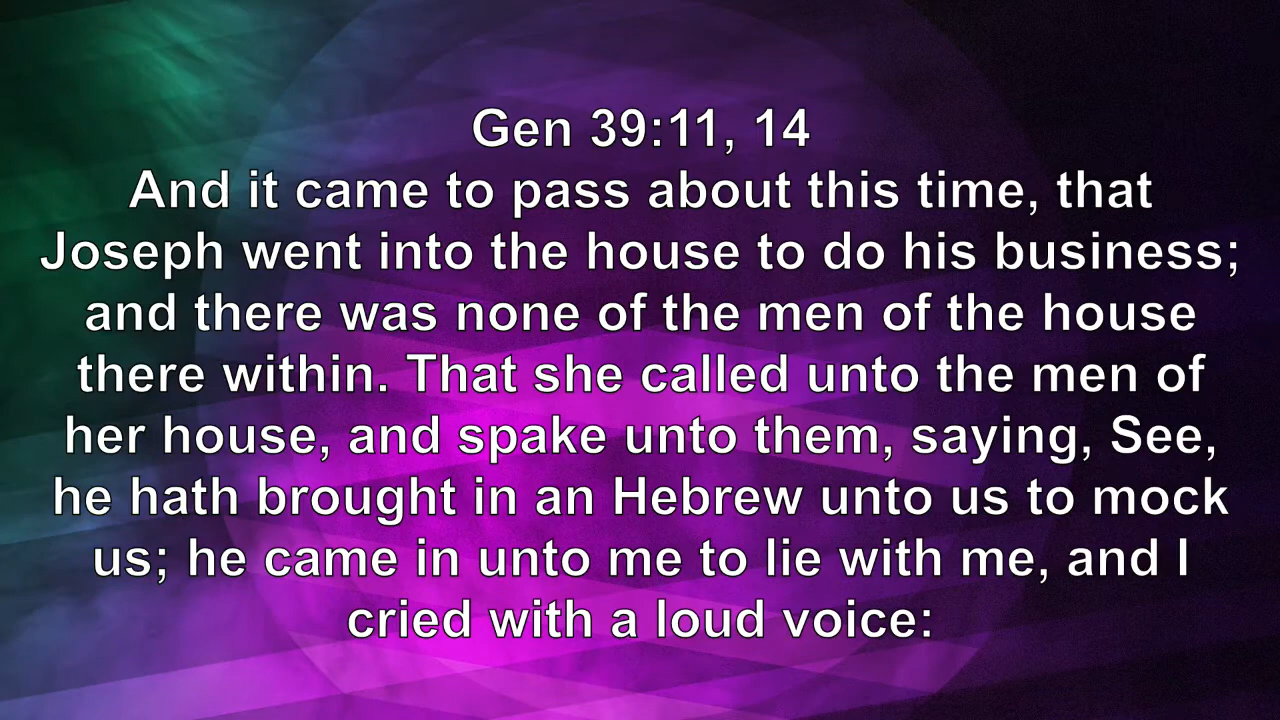 Gen 39:11, 14
And it came to pass about this time, that
Joseph went into the house to do his business;
and there was none of the men of the house
there within. That she called unto the men of
her house, and spake unto them, saying, See,
he hath brought in an Hebrew unto us to mock
us; he came in unto me to lie with me, and I
cried with a loud voice: